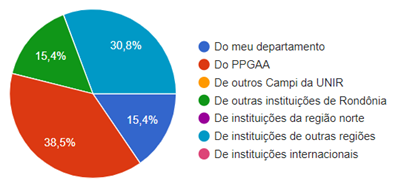 30,8%
15,4%
15,4%
38,5%
Do meu departamento
Do PPGAA
De outros Campi da UNIR
De outras instituições de Rondônia
De instituições da região norte
De instituições de outras regiões
De instituições internacionais